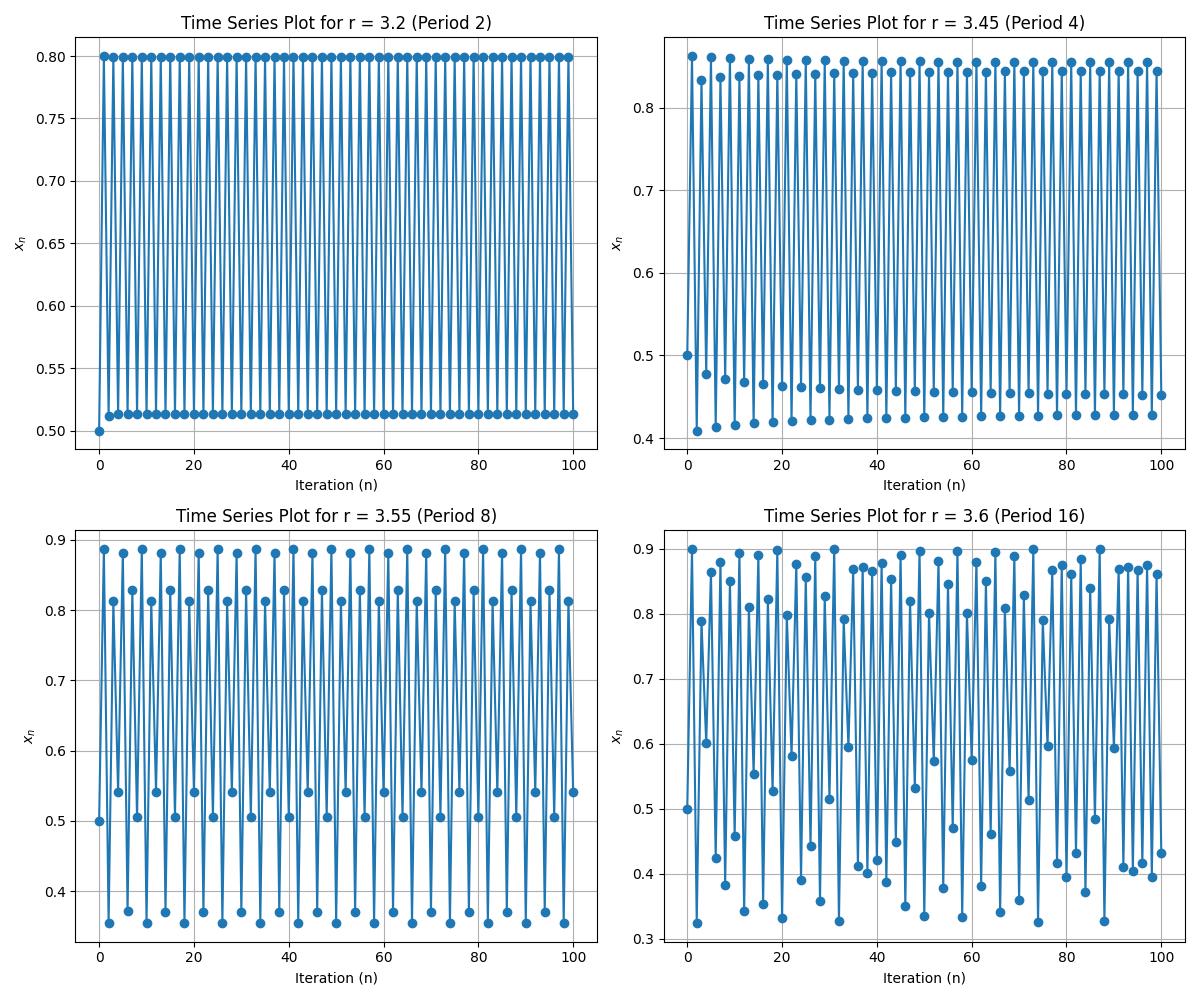 Time Series Plot for r = 3.2 (Period 2)
0.80
0.75
0.70
0.65
0.60
0.55
0.50
xn
0 20 40 60 80 100
Iteration (n)
Time Series Plot for r = 3.45 (Period 4)
0.8
0.7
0.6
0.5
0.4
xn
0 20 40 60 80 100
Iteration (n)
Time Series Plot for r = 3.55 (Period 8)
0.9
0.8
0.7
0.6
0.5
0.4
xn
0 20 40 60 80 100
Iteration (n)
Time Series Plot for r = 3.6 (Period 16)
0.9
0.8
0.7
0.6
0.5
0.4
0.3
xn
0 20 40 60 80 100
Iteration (n)